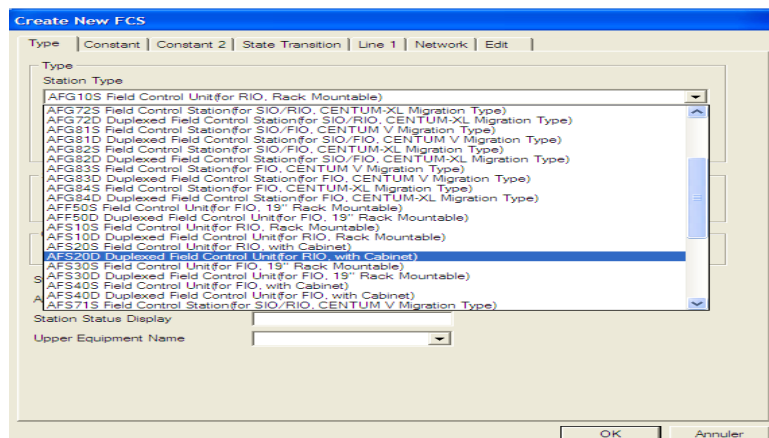 Create New FCS
Type Constant Constant 2 State Transition Line 1 Network Edit
Type
Station Type
AFG10S Field Control Unit(for RIO, Rack Mountable)
AFG72S Field Control Station(for SIO/RIO, CENTUM-XL Migration Type)
AFG72D Duplexed Field Control Station(for SIO/RIO, CENTUM-XL Migration Type)
AFG81S Field Control Station(for SIO/FIO, CENTUM V Migration Type)
AFG81D Duplexed Field Control Station(for SIO/FIO, CENTUM V Migration Type)
AFG82S Field Control Station(for SIO/FIO, CENTUM-XL Migration Type)
AFG82D Duplexed Field Control Station(for SIO/FIO, CENTUM-XL Migration Type)
AFG83S Field Control Station(for FIO, CENTUM V Migration Type)
AFG83D Duplexed Field Control Station(for FIO, CENTUM V Migration Type)
AFG84S Field Control Station(for FIO, CENTUM-XL Migration Type)
AFG84D Duplexed Field Control Station(for FIO, CENTUM-XL Migration Type)
AFF50S Field Control Unit(for FIO, 19" Rack Mountable)
AFF50D Duplexed Field Control Unit(for FIO, 19" Rack Mountable)
AFS10S Field Control Unit(for RIO, Rack Mountable)
AFS10D Duplexed Field Control Unit(for RIO, Rack Mountable)
AFS20S Field Control Unit(for RIO, with Cabinet)
AFS20D Duplexed Field Control Unit(for RIO, with Cabinet)
AFS30S Field Control Unit(for FIO, 19" Rack Mountable)
AFS30D Duplexed Field Control Unit(for FIO, 19" Rack Mountable)
AFS40S Field Control Unit(for FIO, with Cabinet)
AFS40D Duplexed Field Control Unit(for FIO, with Cabinet)
AFS71S Field Control Station(for SIO/RIO, CENTUM V Migration Type)
Station Status Display
Upper Equipment Name
OK Annuler